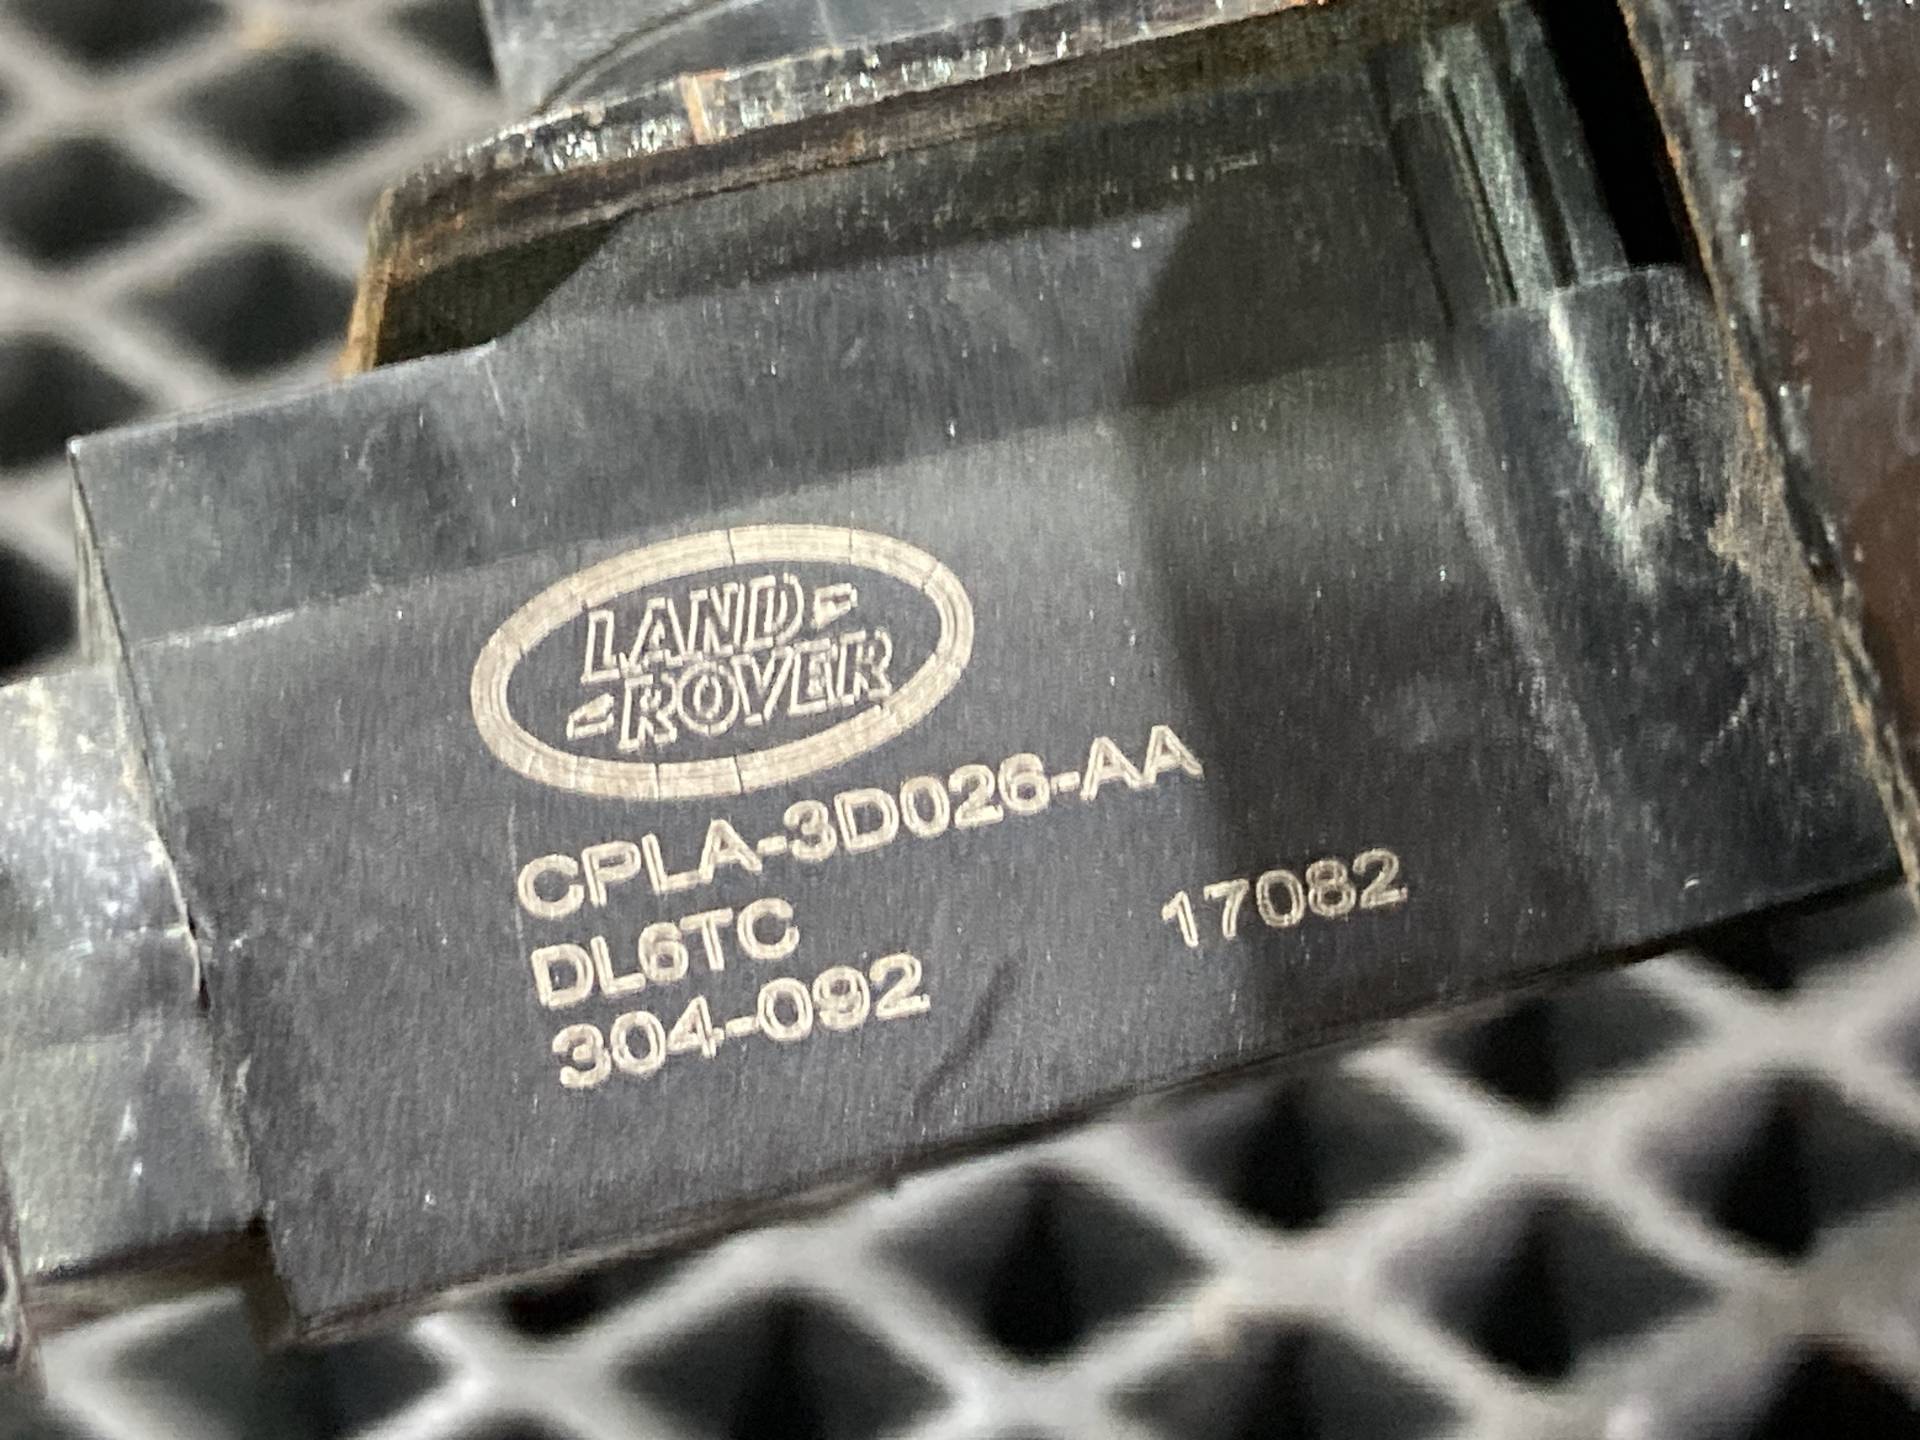 LAND
ROVER
CPLA-3D026-AA
DL6TC 17082
304-092